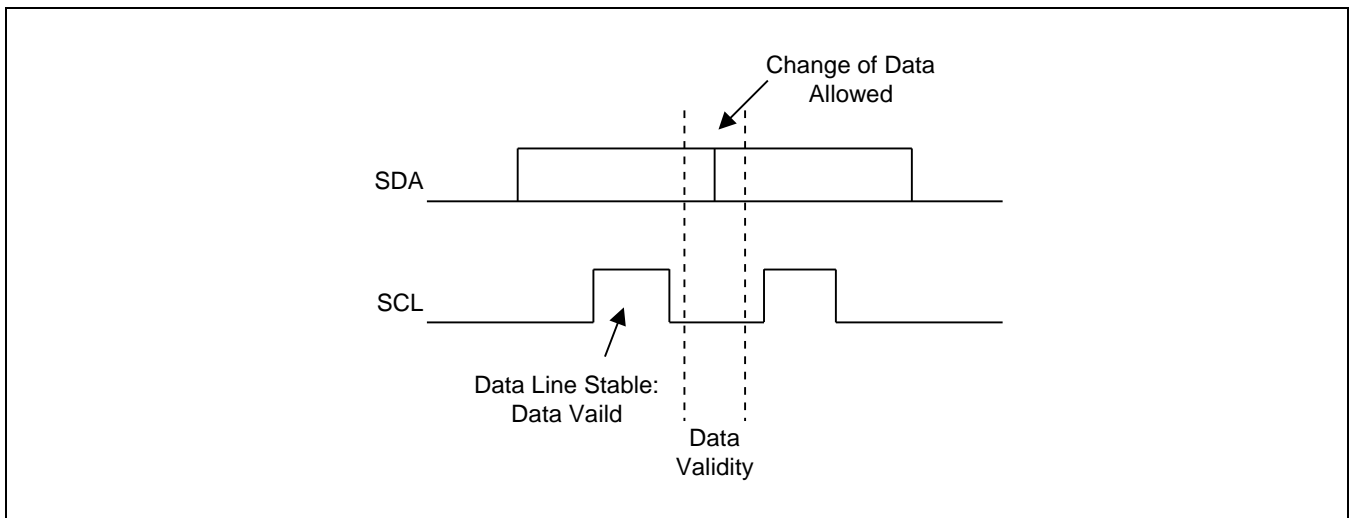 Change of Data
Allowed
SDA
SCL
Data Line Stable:
Data Vaild
Data
Validity